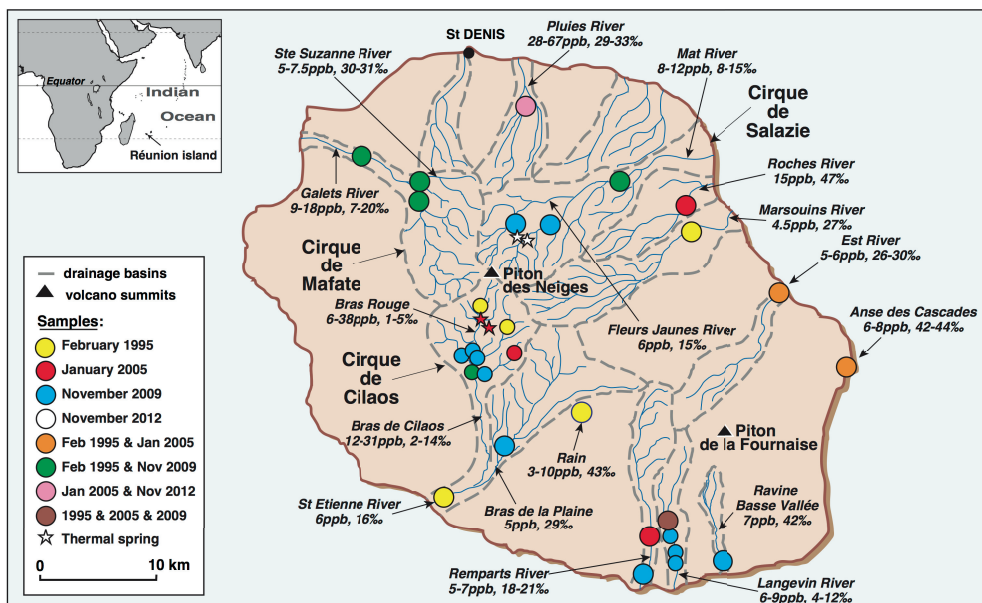 Equator
Indian
Ocean
Réunion island
St DENIS
Pluies River
28-67ppb, 29-33‰
Ste Suzanne River
5-7.5ppb, 30-31‰
Mat River
8-12ppb, 8-15‰
Cirque
de
Salazie
Roches River
15ppb, 47‰
Galets River
9-18ppb, 7-20‰
Marsouins River
4.5ppb, 27‰
Cirque
de
Mafate
Est River
5-6ppb, 26-30‰
Piton
des Neiges
Bras Rouge
6-38ppb, 1-5‰
Fleurs Jaunes River
6ppb, 15‰
Anse des Cascades
6-8ppb, 42-44‰
Cirque
de
Cilaos
Bras de Cilaos
12-31ppb, 2-14‰
Rain
3-10ppb, 43‰
Piton
de la Fournaise
St Etienne River
6ppb, 16‰
Bras de la Plaine
5ppb, 29‰
Ravine
Basse Vallée
7ppb, 42‰
Remparts River
5-7ppb, 18-21‰
Langevin River
6-9ppb, 4-12‰
drainage basins
volcano summits
Samples:
February 1995
January 2005
November 2009
November 2012
Feb 1995 & Jan 2005
Feb 1995 & Nov 2009
Jan 2005 & Nov 2012
1995 & 2005 & 2009
Thermal spring
0 10 km